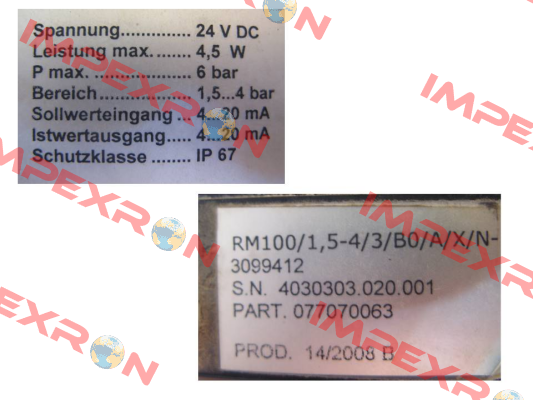 Spannung.............. 24 V DC
Leistung max. ....... 4,5 W
P max. ................... 6 bar
Bereich .................. 1,5...4 bar
Sollwerteingang ... 4...20 mA
Istwertausgang..... 4...20 mA
Schutzklasse ........ IP 67
RM100/1,5-4/3/B0/A/X/N-
3099412
S.N. 4030303.020.001
PART. 077070063
PROD. 14/2008 B
IMPEXRON
IMPEXRON
IMPEXRON
IMPEXRON